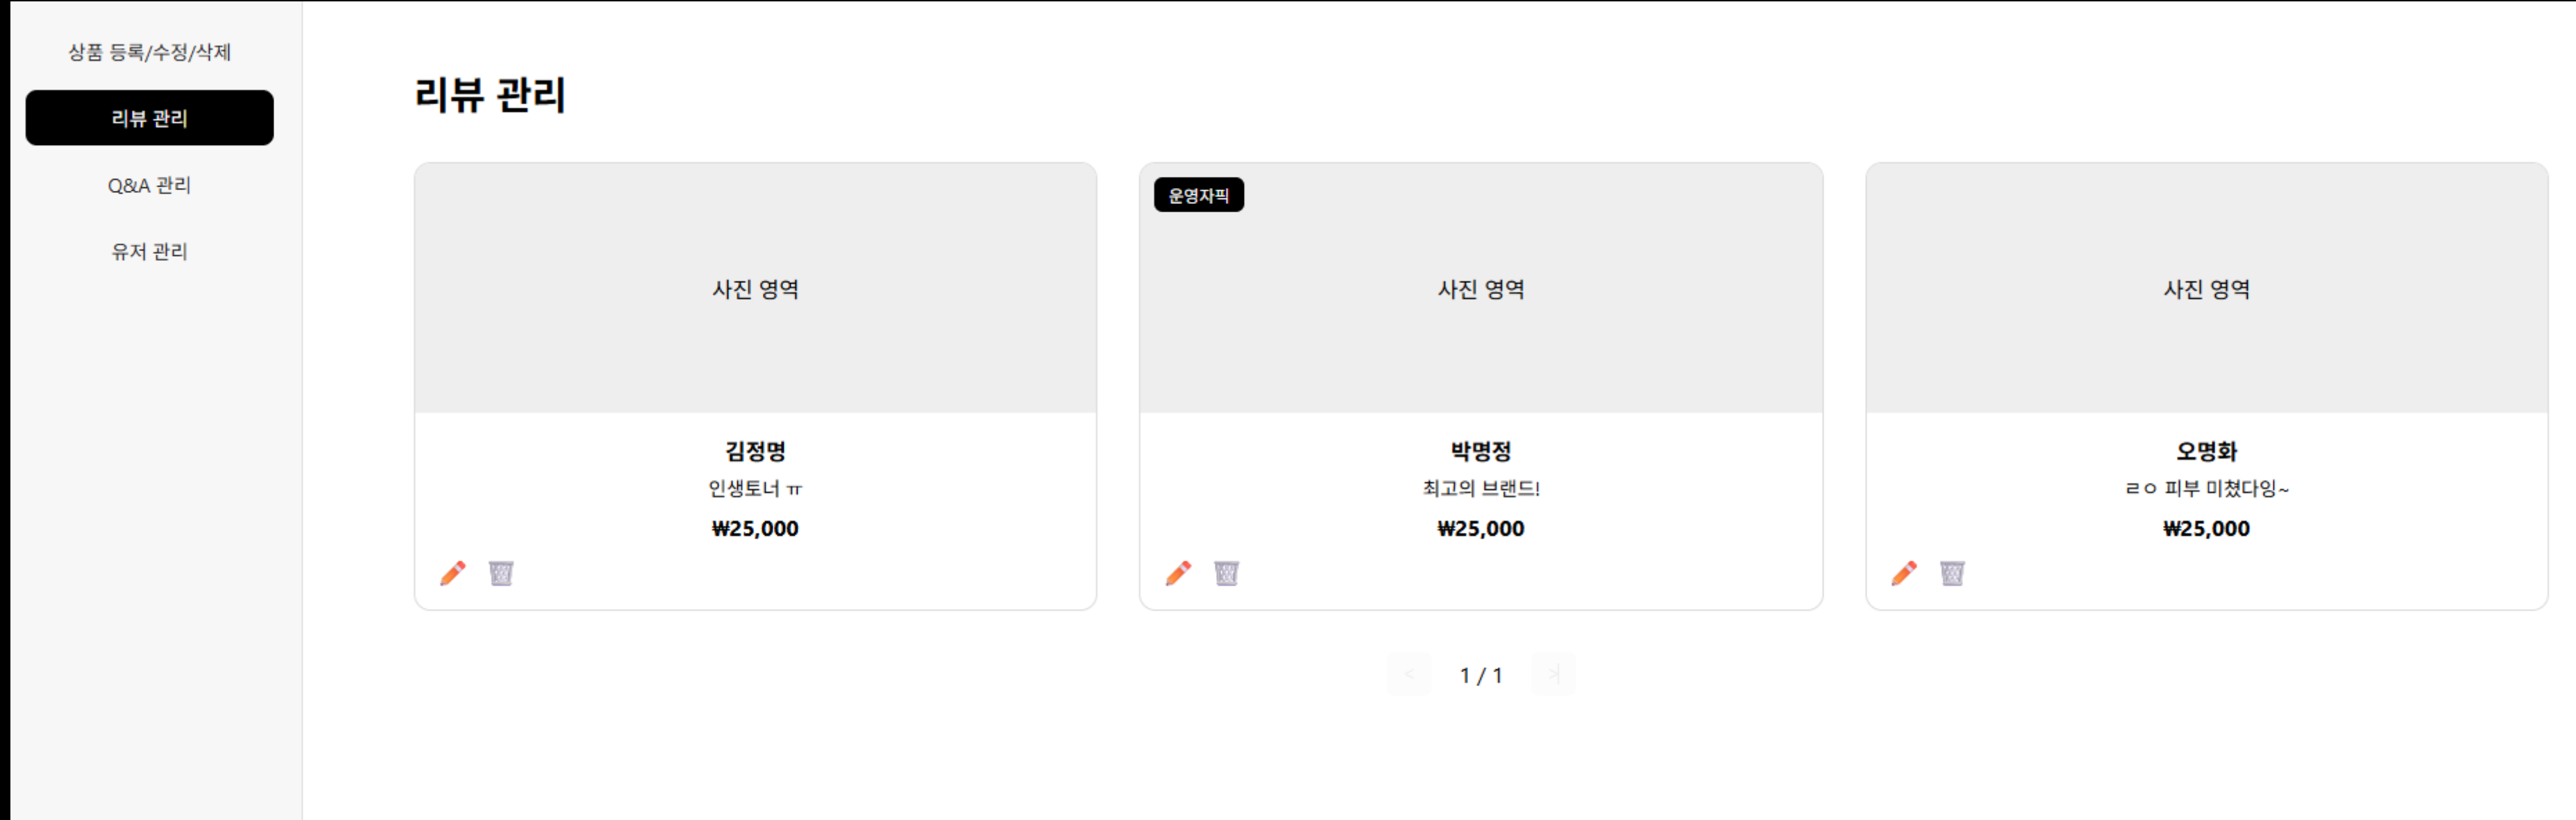 상품 등록/수정/삭제
리뷰 관리
Q&A 관리
유저 관리
리뷰 관리
사진 영역
김정명
인생토너 ㅠ
₩25,000
운영자픽
사진 영역
박명정
최고의 브랜드!
₩25,000
사진 영역
오명화
ㄹㅇ 피부 미쳤다잉~
₩25,000
< 1 / 1 >